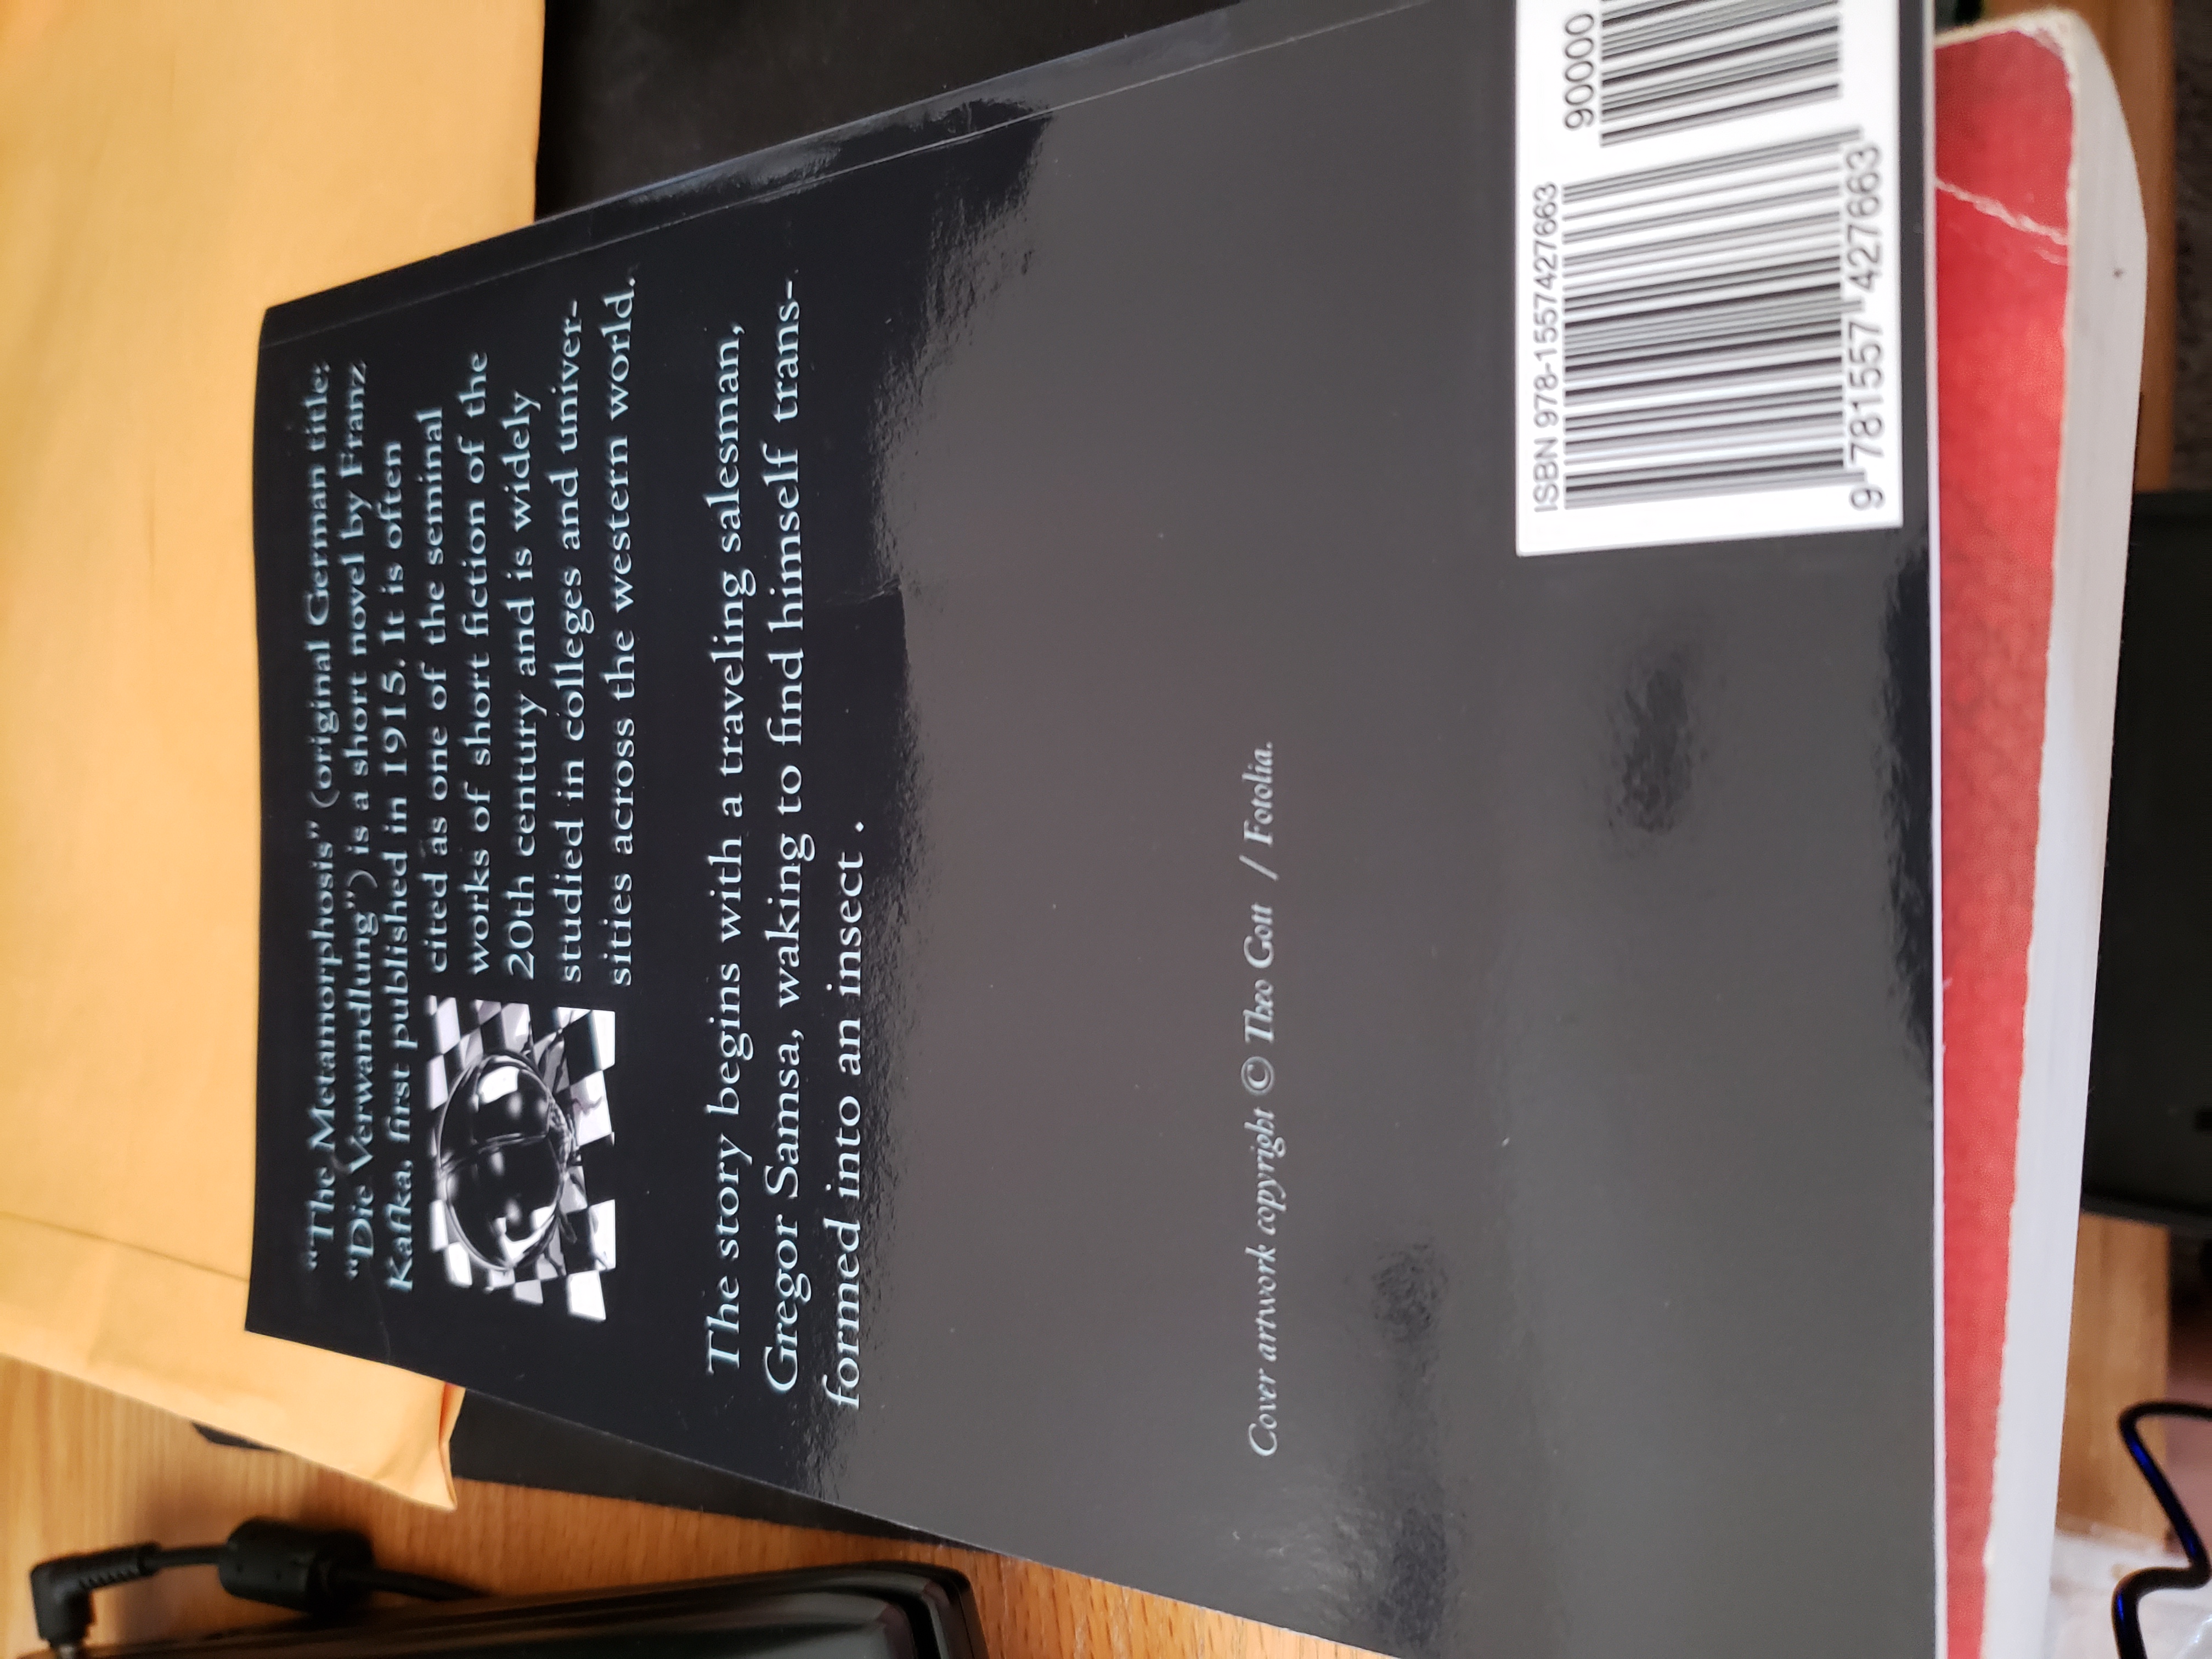 "The Metamorphosis" (original German title:
"Die Verwandlung") is a short novel by Franz
Kafka, first published in 1915. It is often
cited as one of the seminal
works of short fiction of the
20th century and is widely
studied in colleges and univer-
sities across the western world.
The story begins with a traveling salesman,
Gregor Samsa, waking to find himself trans-
formed into an insect .
Cover artwork copyright © Theo Gott / Fotolia.
ISBN 978-1557427663
90000
9 781557 427663